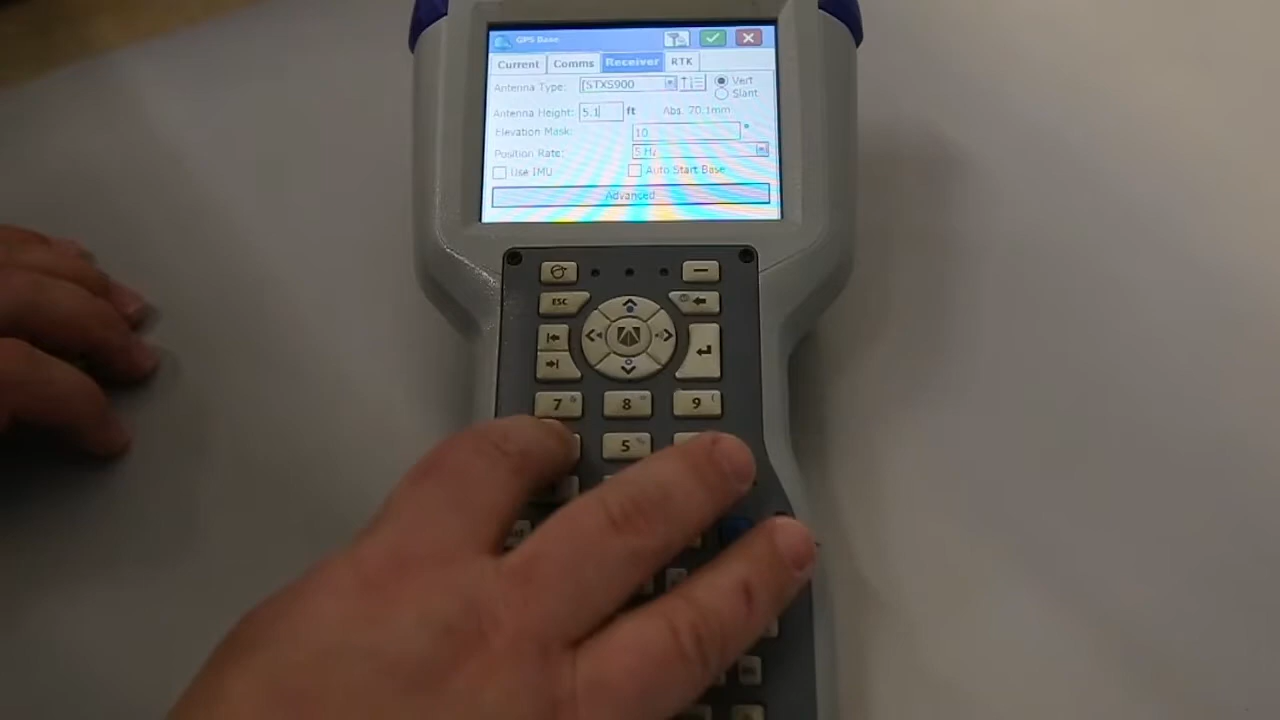 GPS Base
Current Comms Receiver RTK
Antenna Type: [STXS900 Vert
Slant
Antenna Height: 5.1 ft Abs. 70.1mm
Elevation Mask: 10 °
Position Rate: 5 Hz
Use IMU Auto Start Base
Advanced
ESC
7 & 8 9 (
5 %